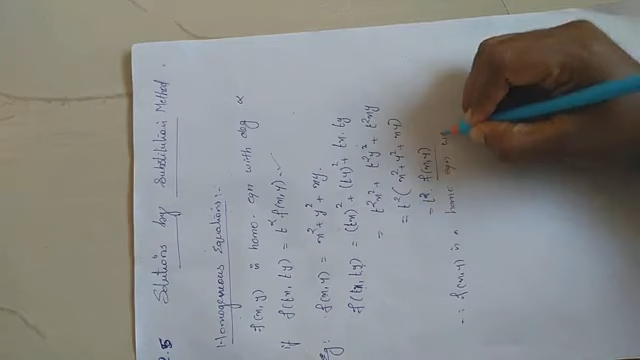 2.5 Solutions by Substitution Method.
Homogeneous Equations:-
f(x,y) is homo. eqn with deg α
if f(tx, ty) = t^α. f(x,y) -
Eg: f(x,y) = x² + y² + xy.
f(tx, ty) = (tx)² + (ty)² + tx. ty
= t²x² + t²y² + t²xy
= t² (x² + y² + xy)
= t². f(x,y)
∴ f(x,y) is a homo eqn